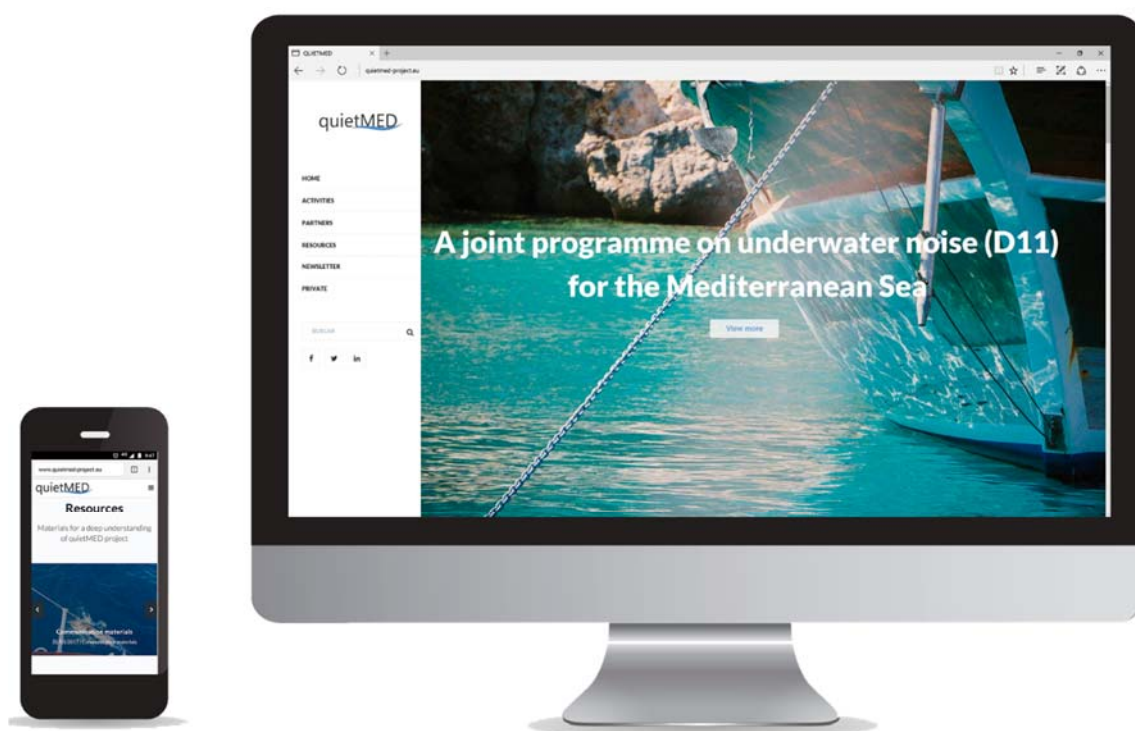 QUIETMED
quietmed-project.eu
quietMED
HOME
ACTIVITIES
PARTNERS
RESOURCES
NEWSLETTER
PRIVATE
BUSCAR
A joint programme on underwater noise (D11)
for the Mediterranean Sea
View more
www.quietmed-project.eu
quietMED
Resources
Materials for a deep understanding
of quietMED project
Communication materials